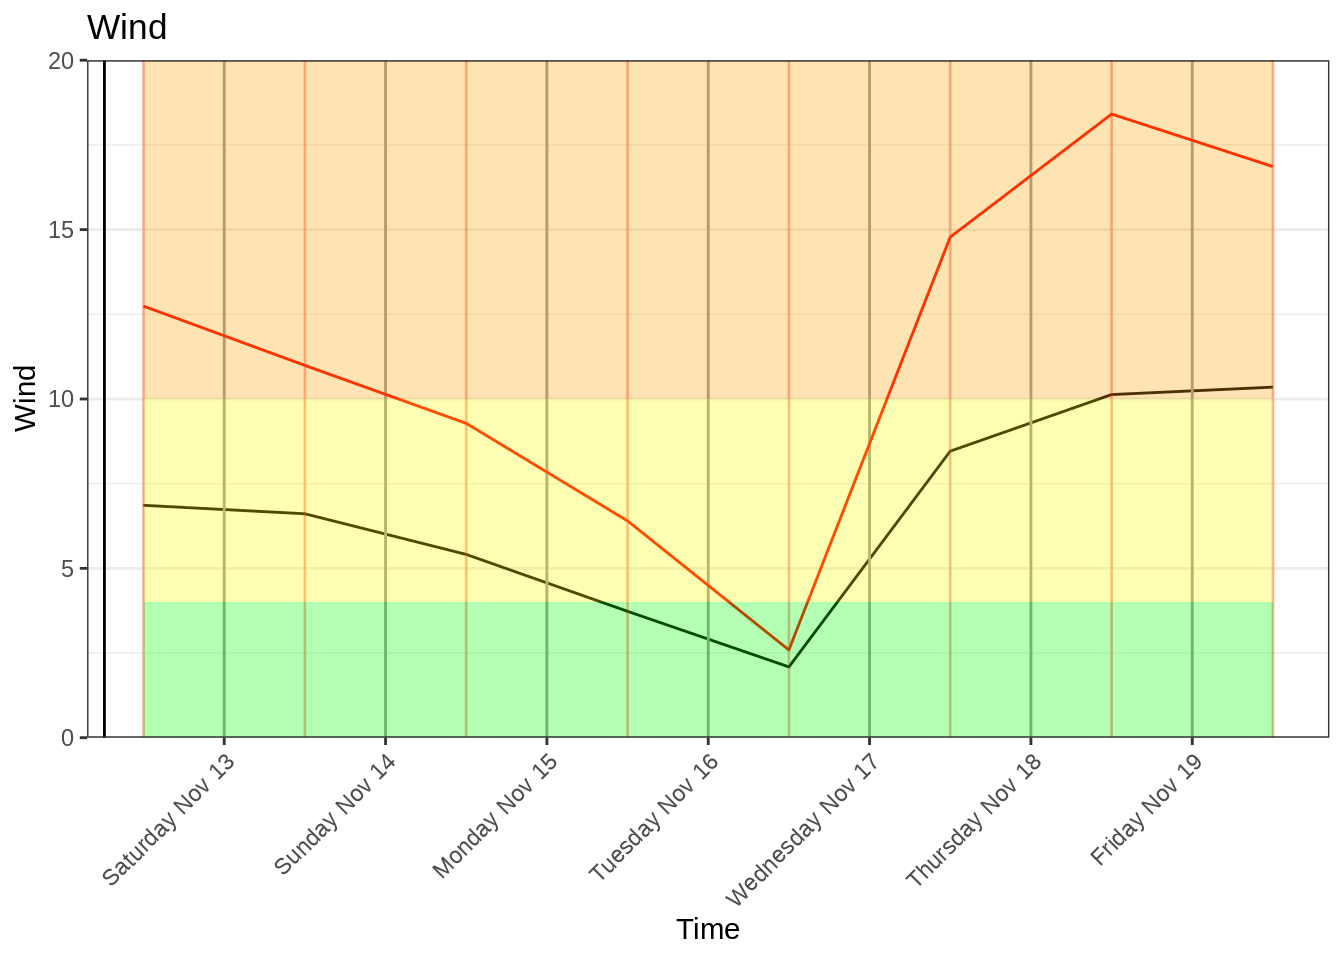 Wind
20
15
10
5
0
Wind
Saturday Nov 13
Sunday Nov 14
Monday Nov 15
Tuesday Nov 16
Wednesday Nov 17
Thursday Nov 18
Friday Nov 19
Time